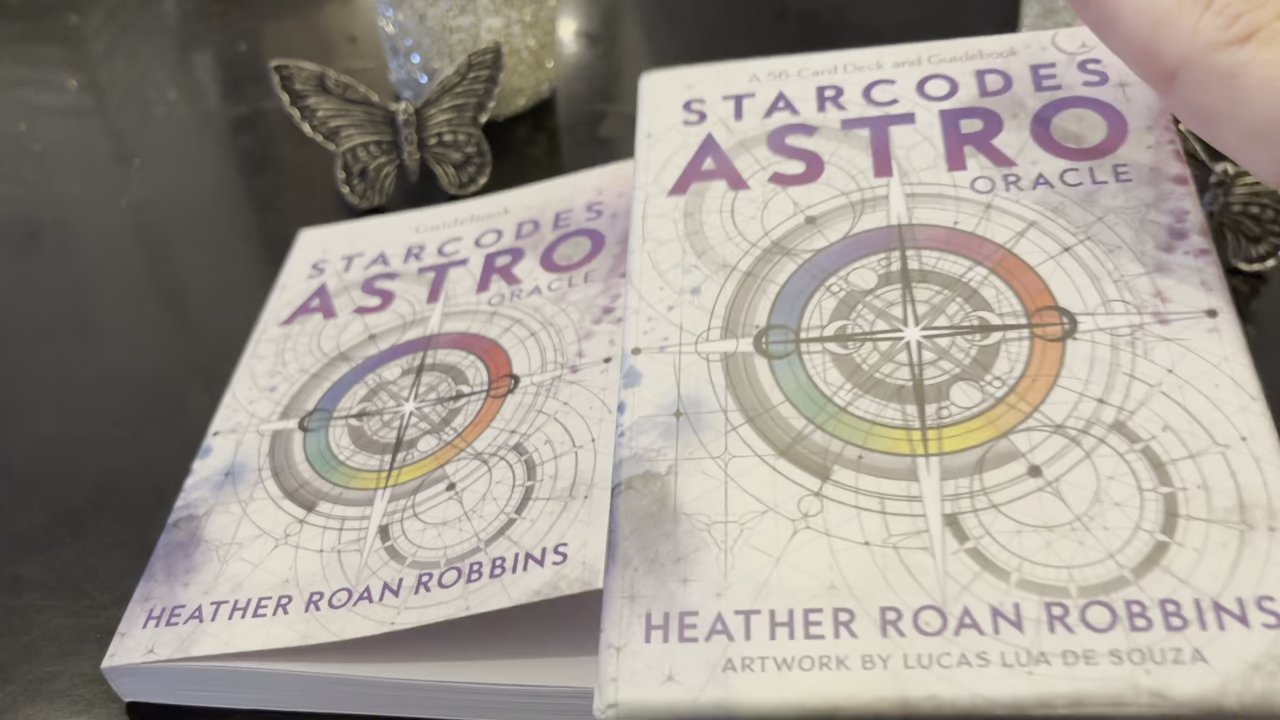 Guidebook
STARCODES
ASTRO
ORACLE
HEATHER ROAN ROBBINS
A 56-Card Deck and Guidebook
STARCODES
ASTRO
ORACLE
HEATHER ROAN ROBBINS
ARTWORK BY LUCAS LUA DE SOUZA